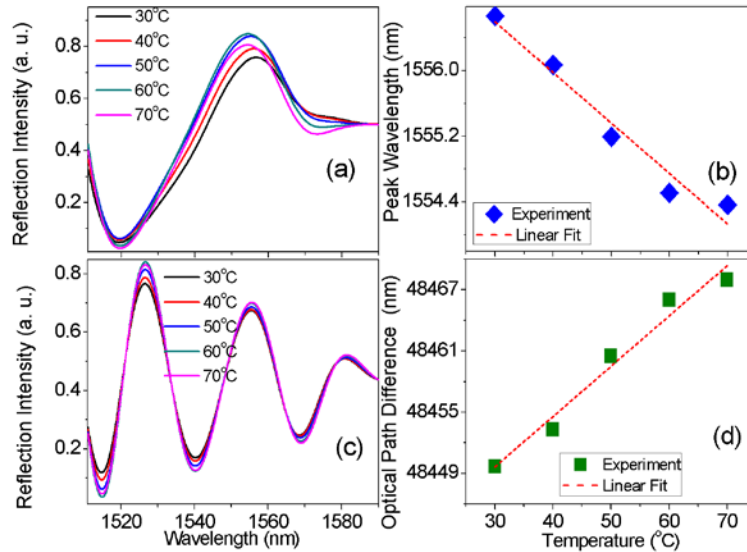 30°C
40°C
50°C
60°C
70°C
(a)
0.8
0.6
0.4
0.2
Reflection Intensity (a. u.)
Peak Wavelength (nm)
1556.0
1555.2
1554.4
(b)
Experiment
Linear Fit
30°C
40°C
50°C
60°C
70°C
(c)
0.8
0.6
0.4
0.2
Reflection Intensity (a. u.)
1520 1540 1560 1580
Wavelength (nm)
Optical Path Difference (nm)
48467
48461
48455
48449
(d)
Experiment
Linear Fit
30 40 50 60 70
Temperature (°C)